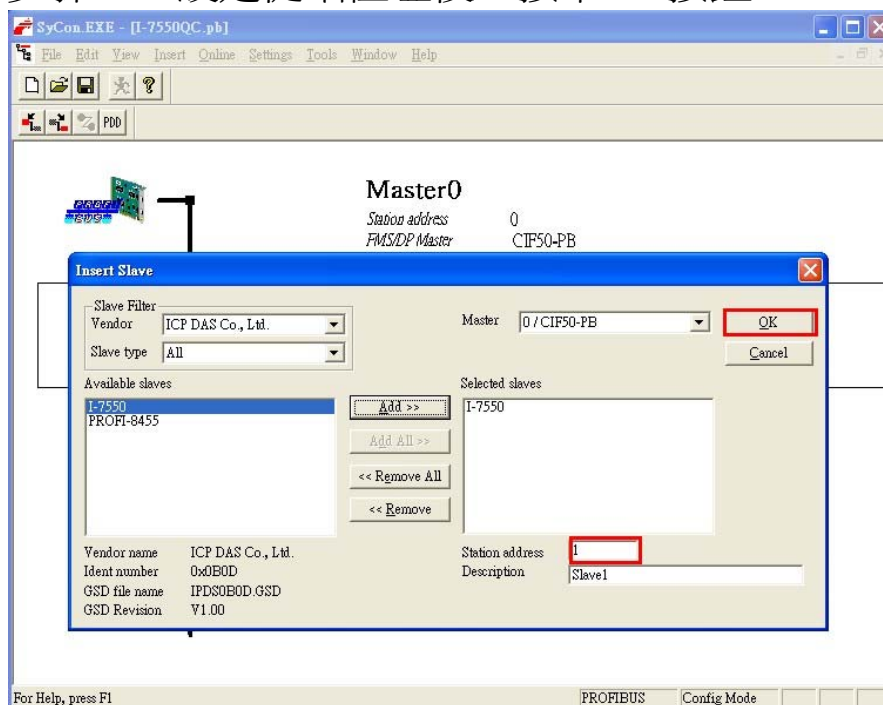 SyCon.EXE - [I-7550QC.pb]
File Edit View Insert Online Settings Tools Window Help
PDD
Master0
Station address 0
FMS/DP Master CIF50-PB
Insert Slave
Slave Filter
Vendor ICP DAS Co., Ltd.
Slave type All
Master 0 / CIF50-PB
OK
Cancel
Available slaves
I-7550
PROFI-8455
Add >>
Add All >>
<< Remove All
<< Remove
Selected slaves
I-7550
Vendor name ICP DAS Co., Ltd.
Ident number 0x0B0D
GSD file name IPDS0B0D.GSD
GSD Revision V1.00
Station address 1
Description Slave1
For Help, press F1
PROFIBUS Config Mode